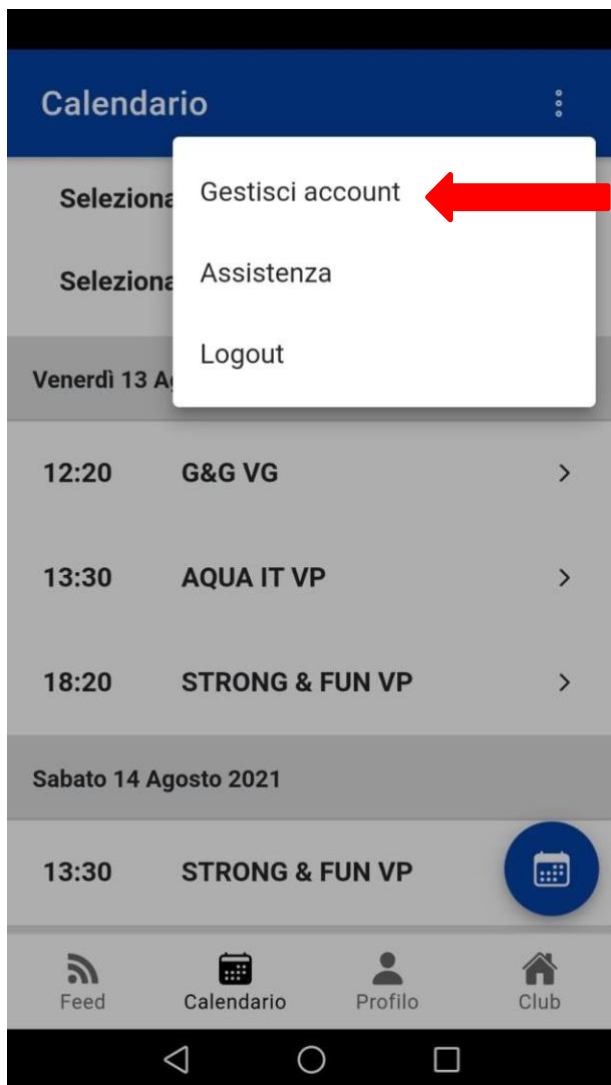 Calendario
Gestisci account
Seleziona
Assistenza
Seleziona
Logout
Venerdì 13 A
12:20 G&G VG
13:30 AQUA IT VP
18:20 STRONG & FUN VP
Sabato 14 Agosto 2021
13:30 STRONG & FUN VP
Feed Calendario Profilo Club